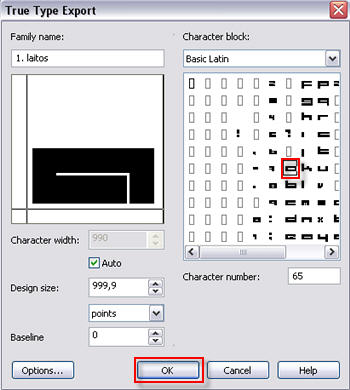 True Type Export
Family name:
1. laitos
Character block:
Basic Latin
Character width:
990
Auto
Design size:
999,9
points
Baseline
0
Character number:
65
Options...
OK
Cancel
Help